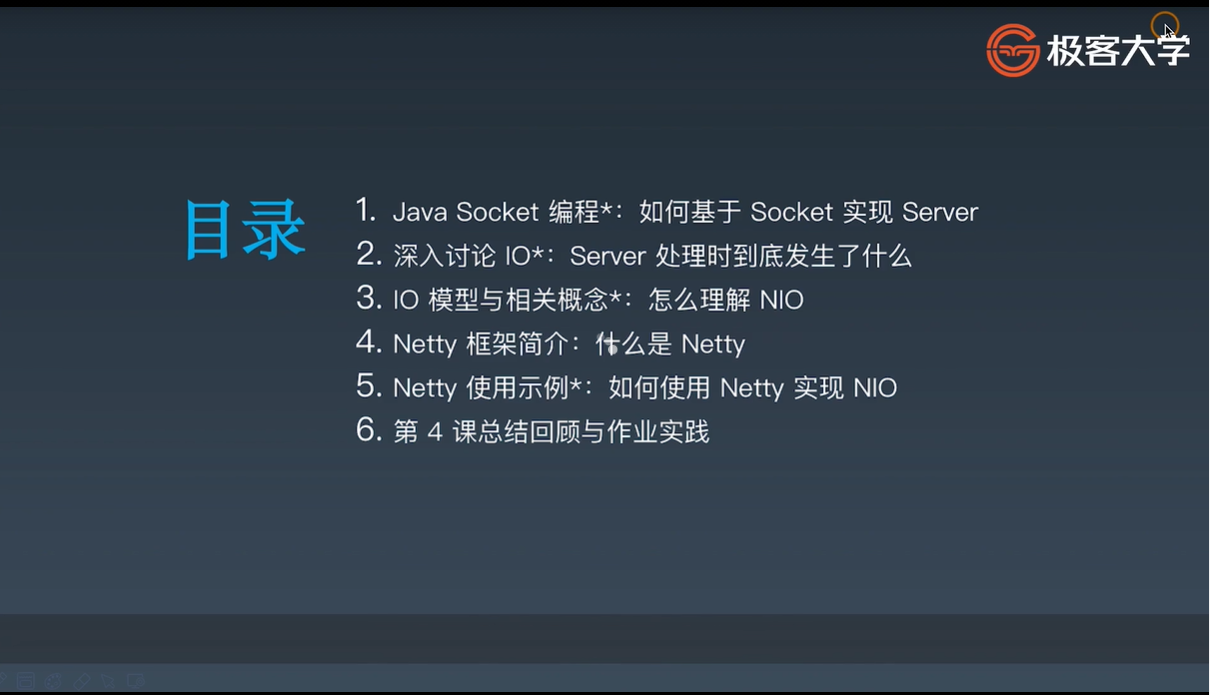 极客大学
目录
1. Java Socket 编程*：如何基于 Socket 实现 Server
2. 深入讨论 IO*：Server 处理时到底发生了什么
3. IO 模型与相关概念*：怎么理解 NIO
4. Netty 框架简介：什么是 Netty
5. Netty 使用示例*：如何使用 Netty 实现 NIO
6. 第 4 课总结回顾与作业实践